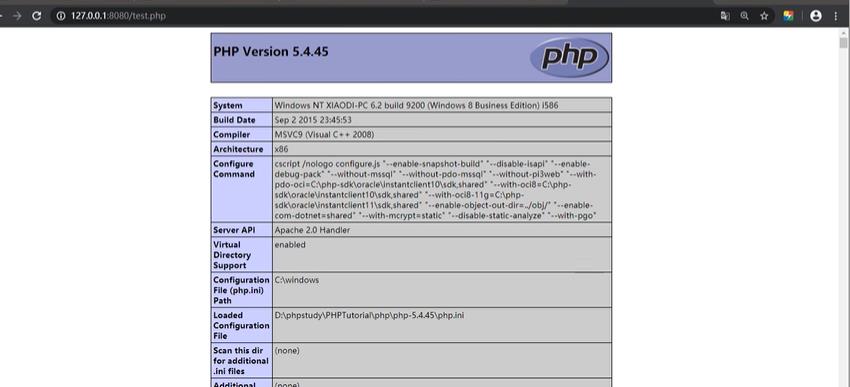 127.0.0.1:8080/test.php
PHP Version 5.4.45
php
System Windows NT XIAODI-PC 6.2 build 9200 (Windows 8 Business Edition) i586
Build Date Sep 2 2015 23:45:53
Compiler MSVC9 (Visual C++ 2008)
Architecture x86
Configure Command
cscript /nologo configure.js "--enable-snapshot-build" "--disable-isapi" "--enable-
debug-pack" "--without-mssql" "--without-pdo-mssql" "--without-pi3web" "--with-
pdo-oci=C:\php-sdk\oracle\instantclient10\sdk,shared" "--with-oci8=C:\php-
sdk\oracle\instantclient10\sdk,shared" "--with-oci8-11g=C:\php-
sdk\oracle\instantclient11\sdk,shared" "--enable-object-out-dir=../obj/" "--enable-
com-dotnet=shared" "--with-mcrypt=static" "--disable-static-analyze" "--with-pgo"
Server API Apache 2.0 Handler
Virtual
Directory
Support
enabled
Configuration
File (php.ini)
Path
C:\windows
Loaded
Configuration
File
D:\phpstudy\PHPTutorial\php\php-5.4.45\php.ini
Scan this dir
for additional
.ini files
(none)
Additional (none)